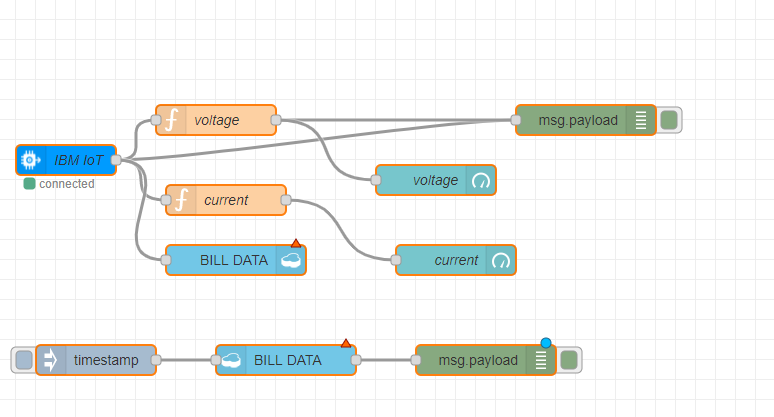 voltage
msg.payload
IBM IoT
connected
voltage
current
BILL DATA
current
timestamp
BILL DATA
msg.payload